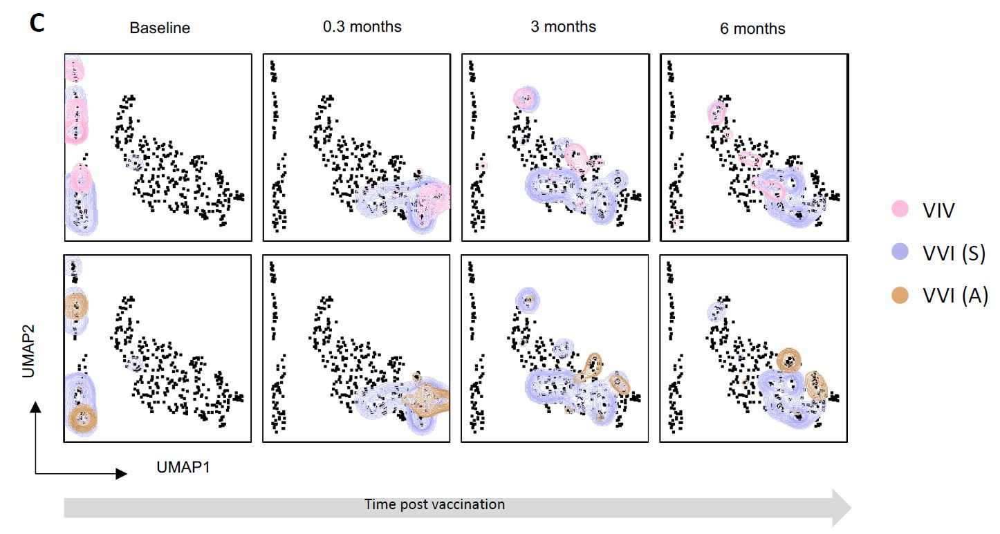 C
Baseline
0.3 months
3 months
6 months
VIV
VVI (S)
VVI (A)
UMAP2
UMAP1
Time post vaccination